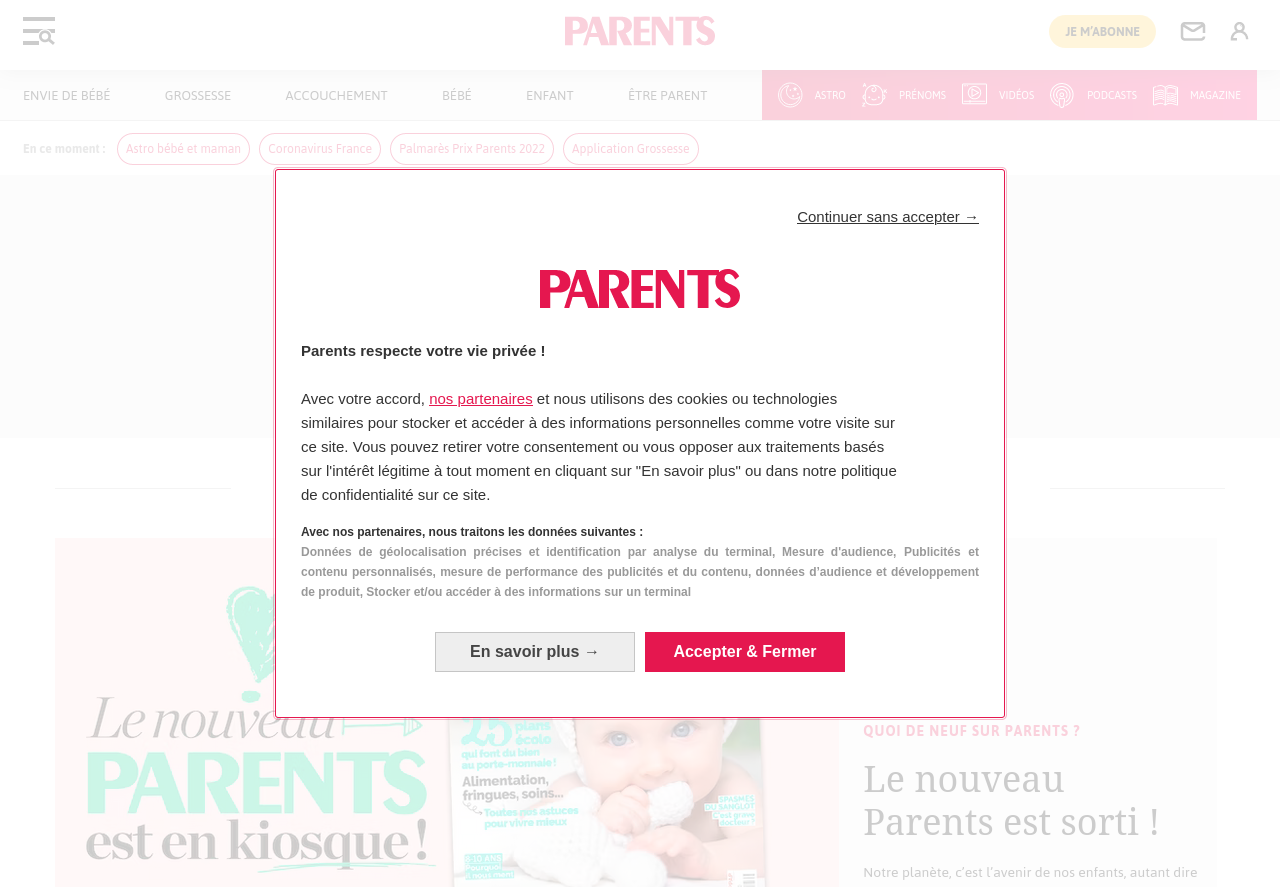 PARENTS
JE M'ABONNE
ENVIE DE BÉBÉ
GROSSESSE
ACCOUCHEMENT
BÉBÉ
ENFANT
ÊTRE PARENT
ASTRO
PRÉNOMS
VIDÉOS
PODCASTS
MAGAZINE
En ce moment :
Astro bébé et maman
Coronavirus France
Palmarès Prix Parents 2022
Application Grossesse
Continuer sans accepter →
PARENTS
Parents respecte votre vie privée !
Avec votre accord, nos partenaires et nous utilisons des cookies ou technologies
similaires pour stocker et accéder à des informations personnelles comme votre visite sur
ce site. Vous pouvez retirer votre consentement ou vous opposer aux traitements basés
sur l'intérêt légitime à tout moment en cliquant sur "En savoir plus" ou dans notre politique
de confidentialité sur ce site.
Avec nos partenaires, nous traitons les données suivantes :
Données de géolocalisation précises et identification par analyse du terminal, Mesure d'audience, Publicités et
contenu personnalisés, mesure de performance des publicités et du contenu, données d'audience et développement
de produit, Stocker et/ou accéder à des informations sur un terminal
En savoir plus →
Accepter & Fermer
Le nouveau
PARENTS
est en kiosque !
25 plans
écolo
qui font du bien
au porte-monnaie !
Alimentation,
fringues, soins...
Toutes nos astuces
pour vivre mieux
SPASMES
DU SANGLOT
C'est grave
docteur ?
QUOI DE NEUF SUR PARENTS ?
Le nouveau
Parents est sorti !
Notre planète, c'est l'avenir de nos enfants, autant dire